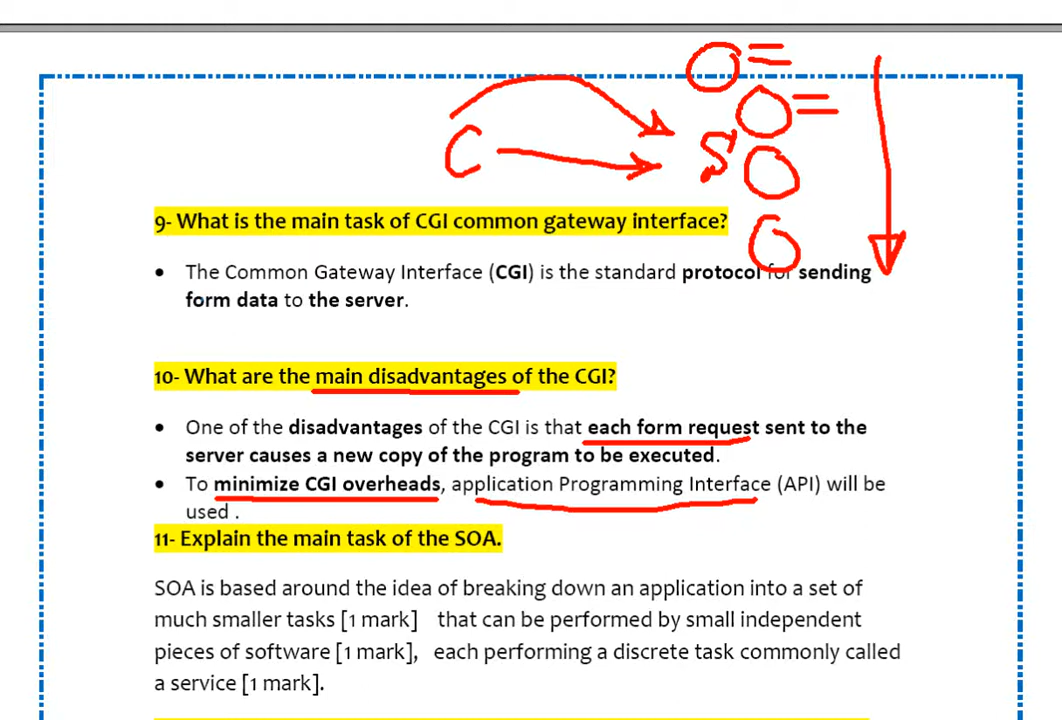 C
S
9- What is the main task of CGI common gateway interface?
• The Common Gateway Interface (CGI) is the standard protocol for sending
form data to the server.
10- What are the main disadvantages of the CGI?
• One of the disadvantages of the CGI is that each form request sent to the
server causes a new copy of the program to be executed.
• To minimize CGI overheads, application Programming Interface (API) will be
used .
11- Explain the main task of the SOA.
SOA is based around the idea of breaking down an application into a set of
much smaller tasks [1 mark] that can be performed by small independent
pieces of software [1 mark], each performing a discrete task commonly called
a service [1 mark].